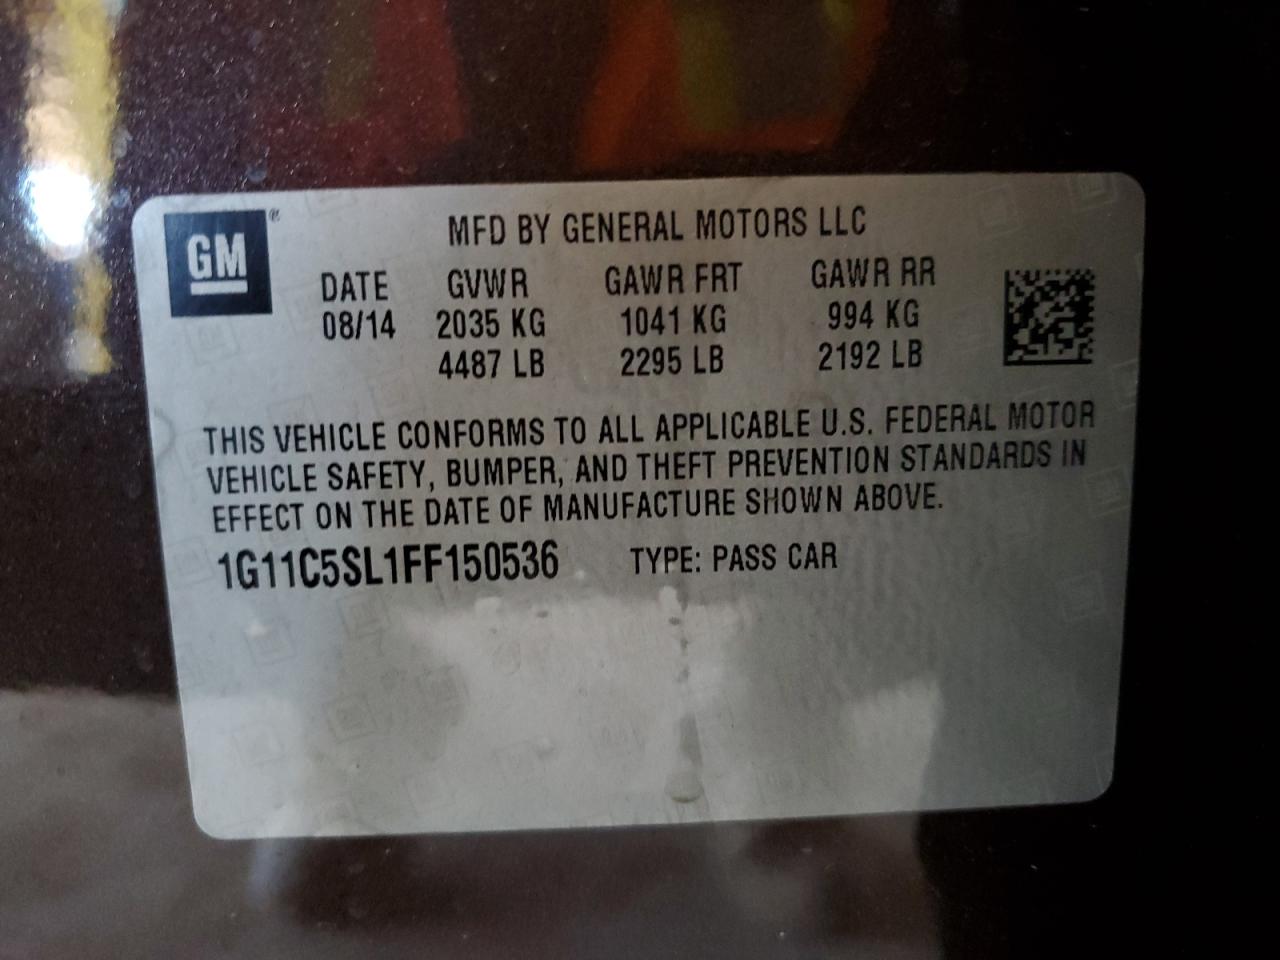 GM®
MFD BY GENERAL MOTORS LLC
DATE GVWR GAWR FRT GAWR RR
08/14 2035 KG 1041 KG 994 KG
4487 LB 2295 LB 2192 LB
THIS VEHICLE CONFORMS TO ALL APPLICABLE U.S. FEDERAL MOTOR
VEHICLE SAFETY, BUMPER, AND THEFT PREVENTION STANDARDS IN
EFFECT ON THE DATE OF MANUFACTURE SHOWN ABOVE.
1G11C5SL1FF150536 TYPE: PASS CAR